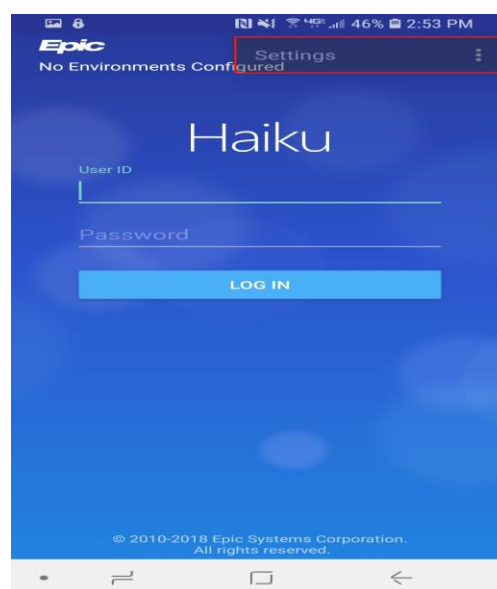 46% 2:53 PM
Epic
Settings
No Environments Configured
Haiku
User ID
Password
LOG IN
© 2010-2018 Epic Systems Corporation.
All rights reserved.